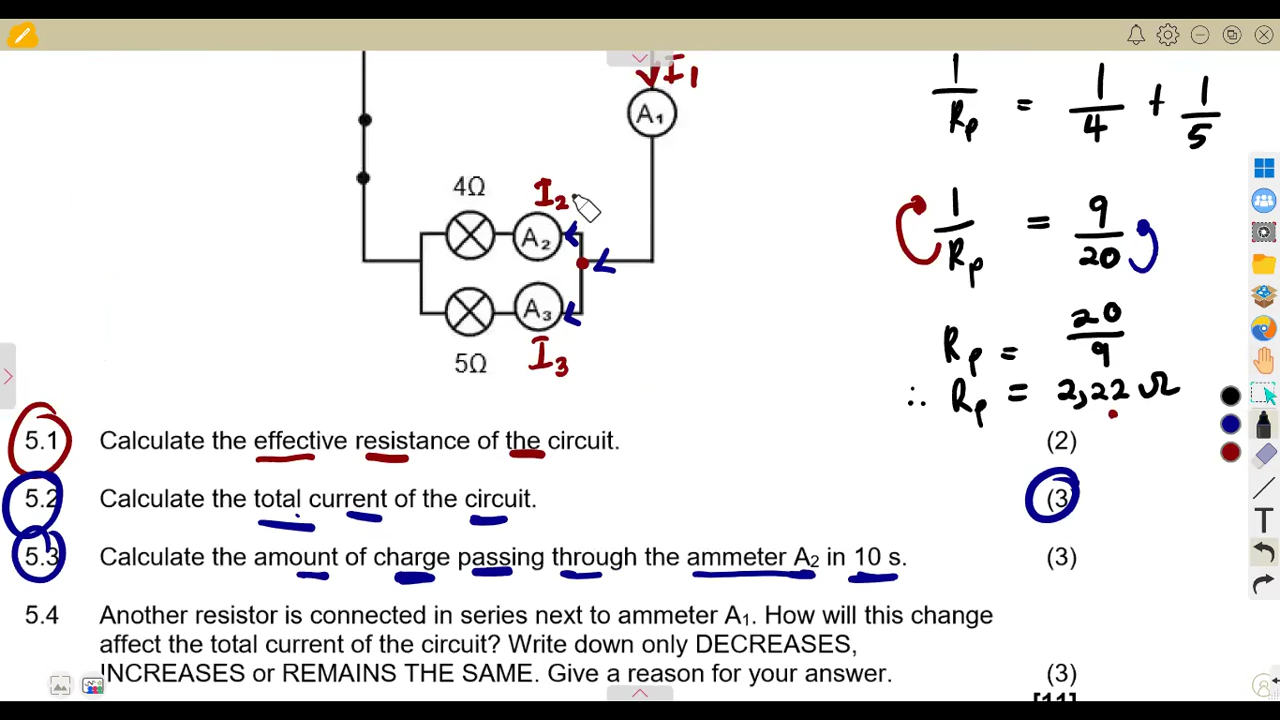 I1
A1
1/Rp = 1/4 + 1/5
4Ω
I2
A2
1/Rp = 9/20
A3
5Ω
I3
Rp = 20/9
∴ Rp = 2,22 Ω
5.1 Calculate the effective resistance of the circuit. (2)
5.2 Calculate the total current of the circuit. (3
5.3 Calculate the amount of charge passing through the ammeter A2 in 10 s. (3)
5.4 Another resistor is connected in series next to ammeter A1. How will this change
affect the total current of the circuit? Write down only DECREASES,
INCREASES or REMAINS THE SAME. Give a reason for your answer. (3)
[11]
T